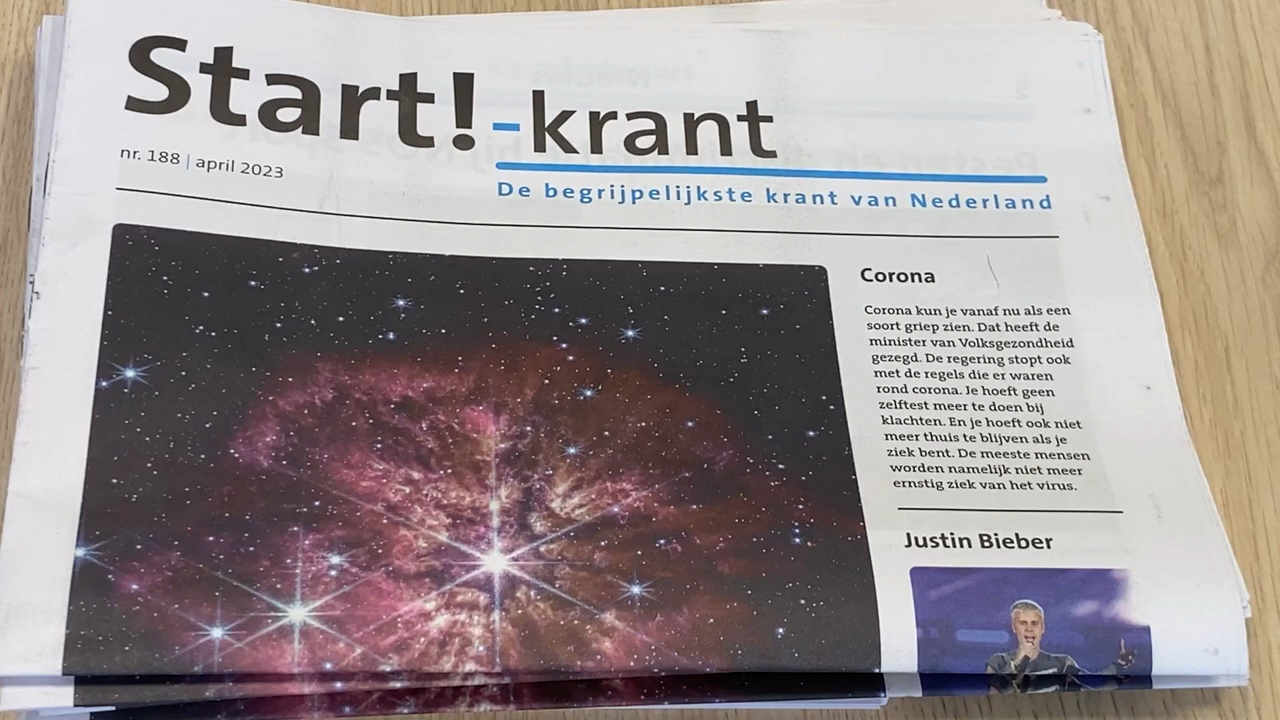 Start!-krant
nr. 188 | april 2023
De begrijpelijkste krant van Nederland
Corona
Corona kun je vanaf nu als een
soort griep zien. Dat heeft de
minister van Volksgezondheid
gezegd. De regering stopt ook
met de regels die er waren
rond corona. Je hoeft geen
zelftest meer te doen bij
klachten. En je hoeft ook niet
meer thuis te blijven als je
ziek bent. De meeste mensen
worden namelijk niet meer
ernstig ziek van het virus.
Justin Bieber